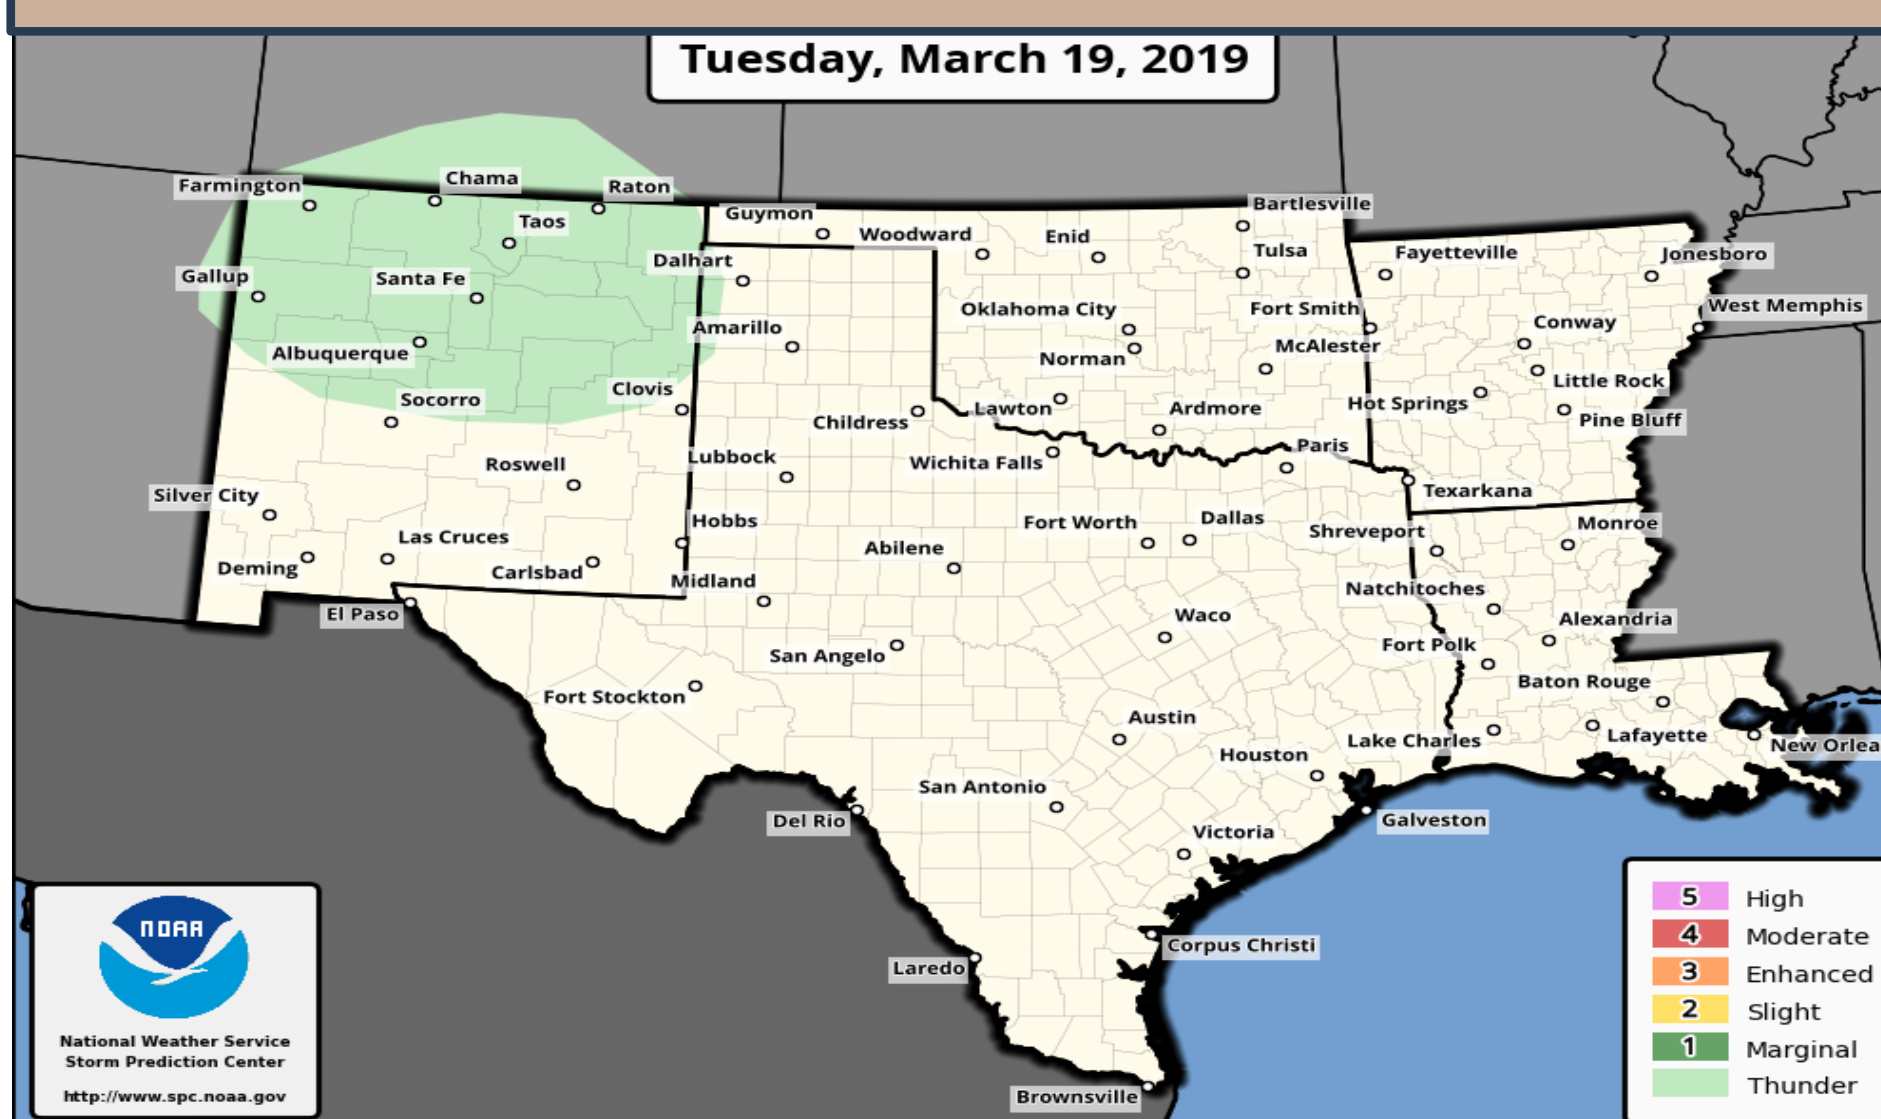 Tuesday, March 19, 2019
Farmington
Chama
Raton
Taos
Gallup
Santa Fe
Albuquerque
Socorro
Clovis
Roswell
Silver City
Las Cruces
Deming
Carlsbad
Hobbs
El Paso
Guymon
Woodward
Enid
Bartlesville
Tulsa
Dalhart
Amarillo
Oklahoma City
Norman
Fort Smith
McAlester
Lawton
Ardmore
Childress
Lubbock
Wichita Falls
Paris
Fayetteville
Jonesboro
West Memphis
Conway
Little Rock
Hot Springs
Pine Bluff
Texarkana
Fort Worth
Dallas
Shreveport
Monroe
Abilene
Midland
Natchitoches
Waco
Alexandria
San Angelo
Fort Polk
Fort Stockton
Baton Rouge
Austin
Houston
Lake Charles
Lafayette
New Orlea
San Antonio
Del Rio
Victoria
Galveston
Corpus Christi
Laredo
Brownsville
NOAA
National Weather Service
Storm Prediction Center
http://www.spc.noaa.gov
5 High
4 Moderate
3 Enhanced
2 Slight
1 Marginal
Thunder